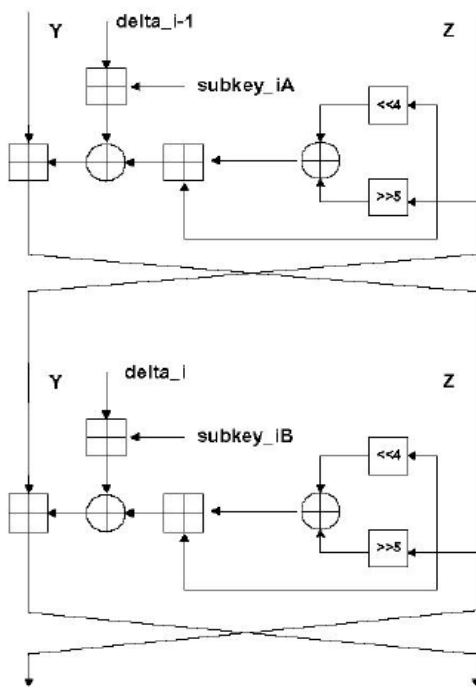 delta_i-1
Y
Z
subkey_iA
<<4
>>5
delta_i
Y
Z
subkey_iB
<<4
>>5